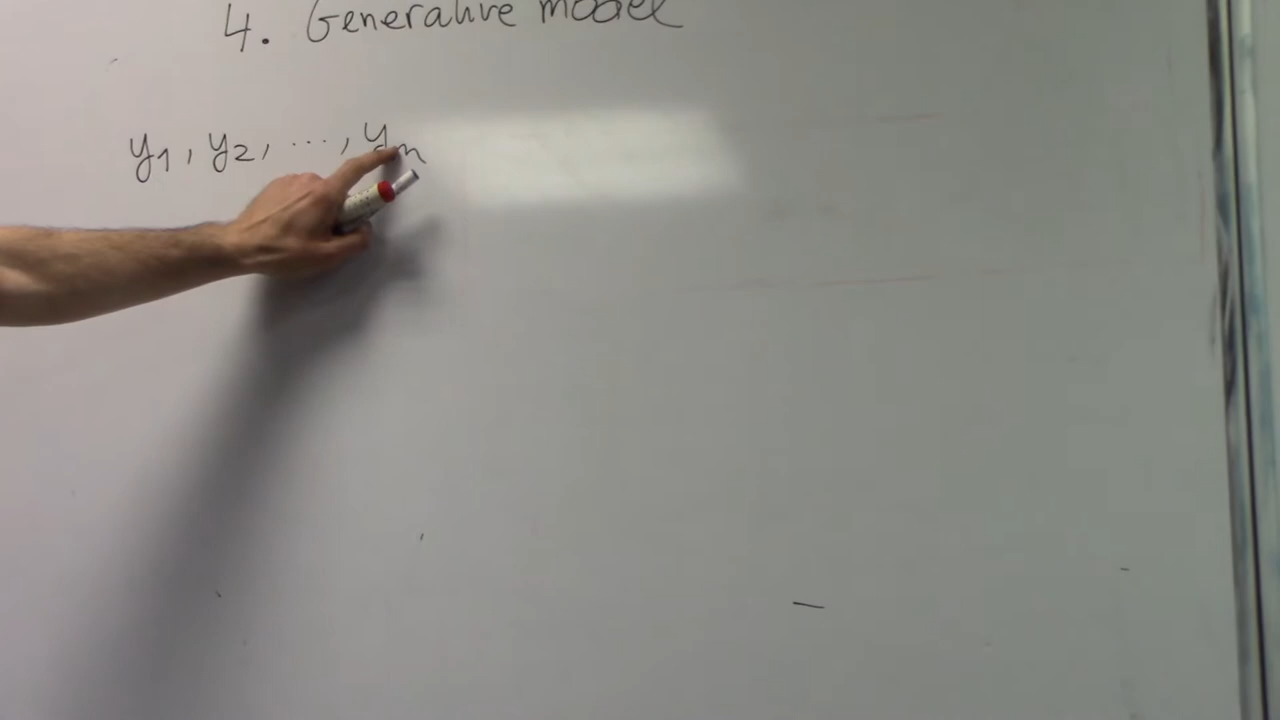 4. Generative model
y₁, y₂, ..., yₙ